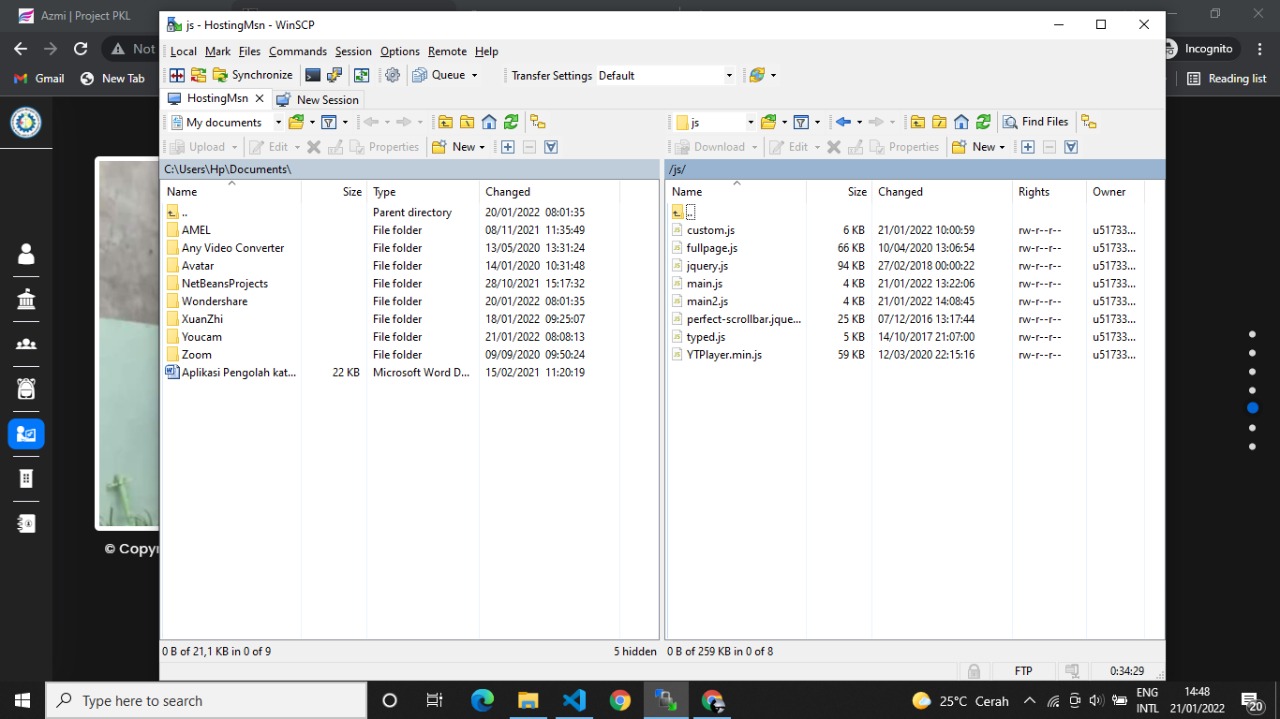 Azmi | Project PKL
js - HostingMsn - WinSCP
Not
Incognito
Gmail
New Tab
Reading list
Local Mark Files Commands Session Options Remote Help
Synchronize Queue Transfer Settings Default
HostingMsn New Session
My documents js Find Files
Upload Edit Properties New Download Edit Properties New
C:\Users\Hp\Documents\ /js/
Name Size Type Changed Name Size Changed Rights Owner
.. Parent directory 20/01/2022 08:01:35 ..
AMEL File folder 08/11/2021 11:35:49 custom.js 6 KB 21/01/2022 10:00:59 rw-r--r-- u51733...
Any Video Converter File folder 13/05/2020 13:31:24 fullpage.js 66 KB 10/04/2020 13:06:54 rw-r--r-- u51733...
Avatar File folder 14/01/2020 10:31:48 jquery.js 94 KB 27/02/2018 00:00:22 rw-r--r-- u51733...
NetBeansProjects File folder 28/10/2021 15:17:32 main.js 4 KB 21/01/2022 13:22:06 rw-r--r-- u51733...
Wondershare File folder 20/01/2022 08:01:35 main2.js 4 KB 21/01/2022 14:08:45 rw-r--r-- u51733...
XuanZhi File folder 18/01/2022 09:25:07 perfect-scrollbar.jque... 25 KB 07/12/2016 13:17:44 rw-r--r-- u51733...
Youcam File folder 21/01/2022 08:08:13 typed.js 5 KB 14/10/2017 21:07:00 rw-r--r-- u51733...
Zoom File folder 09/09/2020 09:50:24 YTPlayer.min.js 59 KB 12/03/2020 22:15:16 rw-r--r-- u51733...
Aplikasi Pengolah kat... 22 KB Microsoft Word D... 15/02/2021 11:20:19
© Copyr
0 B of 21,1 KB in 0 of 9 5 hidden 0 B of 259 KB in 0 of 8
FTP 0:34:29
Type here to search
25°C Cerah
ENG
INTL
14:48
21/01/2022
20